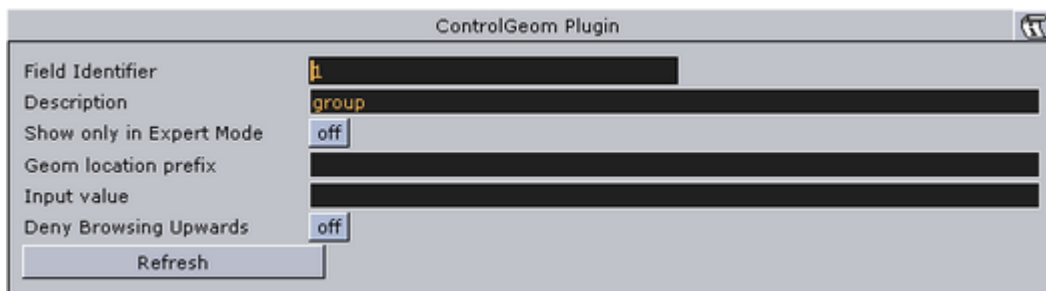 ControlGeom Plugin
Field Identifier 1
Description group
Show only in Expert Mode off
Geom location prefix
Input value
Deny Browsing Upwards off
Refresh